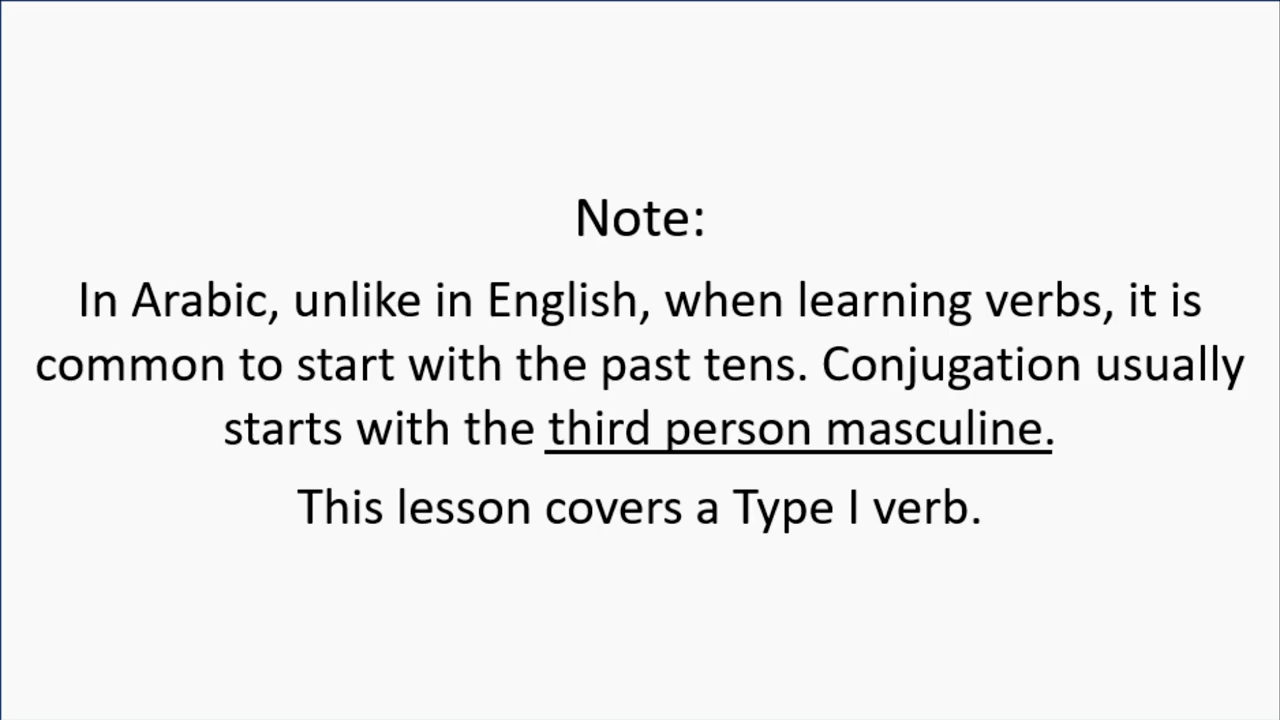 Note:
In Arabic, unlike in English, when learning verbs, it is
common to start with the past tens. Conjugation usually
starts with the third person masculine.
This lesson covers a Type I verb.